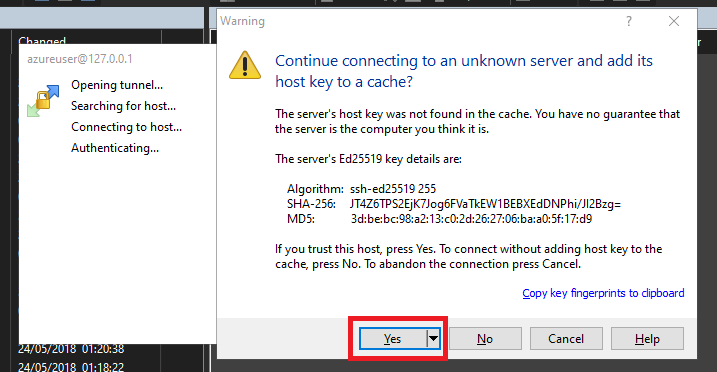 Changed
Warning
?
azureuser@127.0.0.1
Opening tunnel...
Searching for host...
Connecting to host...
Authenticating...
Continue connecting to an unknown server and add its
host key to a cache?
The server's host key was not found in the cache. You have no guarantee that
the server is the computer you think it is.
The server's Ed25519 key details are:
Algorithm: ssh-ed25519 255
SHA-256: JT4Z6TPS2EjK7Jog6FVaTkEW1BEBXEdDNPhi/JI2Bzg=
MD5: 3d:be:bc:98:a2:13:c0:2d:26:27:06:ba:a0:5f:17:d9
If you trust this host, press Yes. To connect without adding host key to the
cache, press No. To abandon the connection press Cancel.
Copy key fingerprints to clipboard
Yes No Cancel Help
24/05/2018 01:20:38
24/05/2018 01:18:22